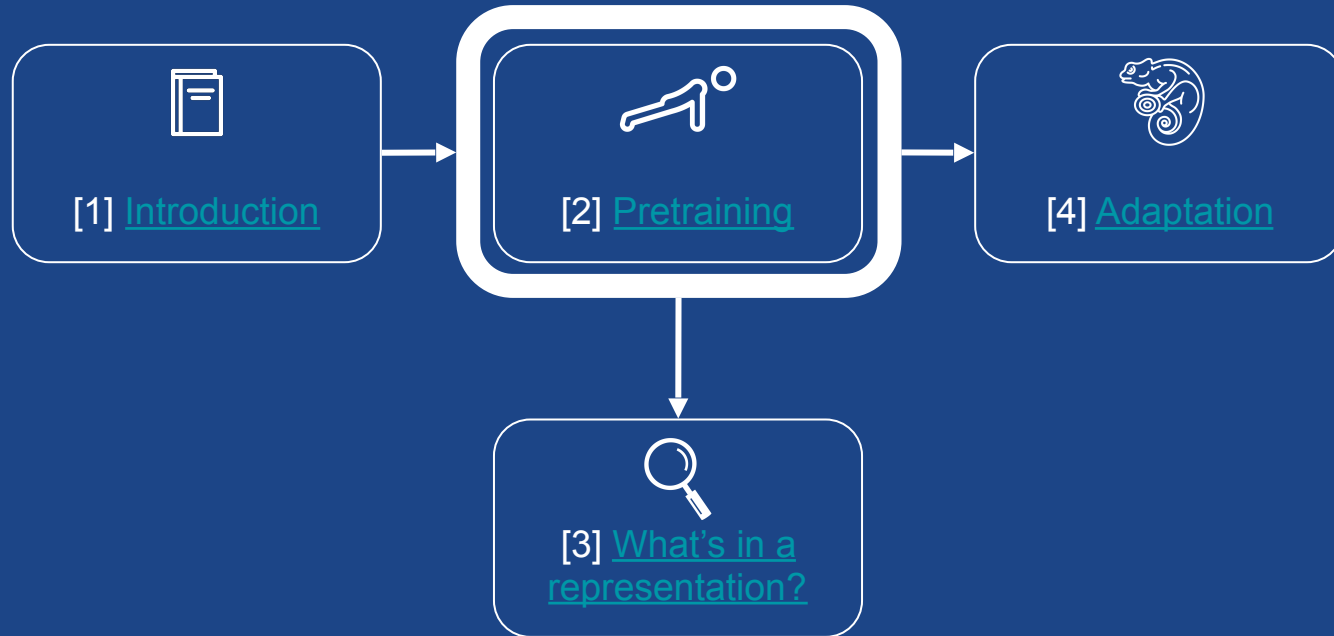 [1] Introduction
[2] Pretraining
[4] Adaptation
[3] What’s in a
representation?